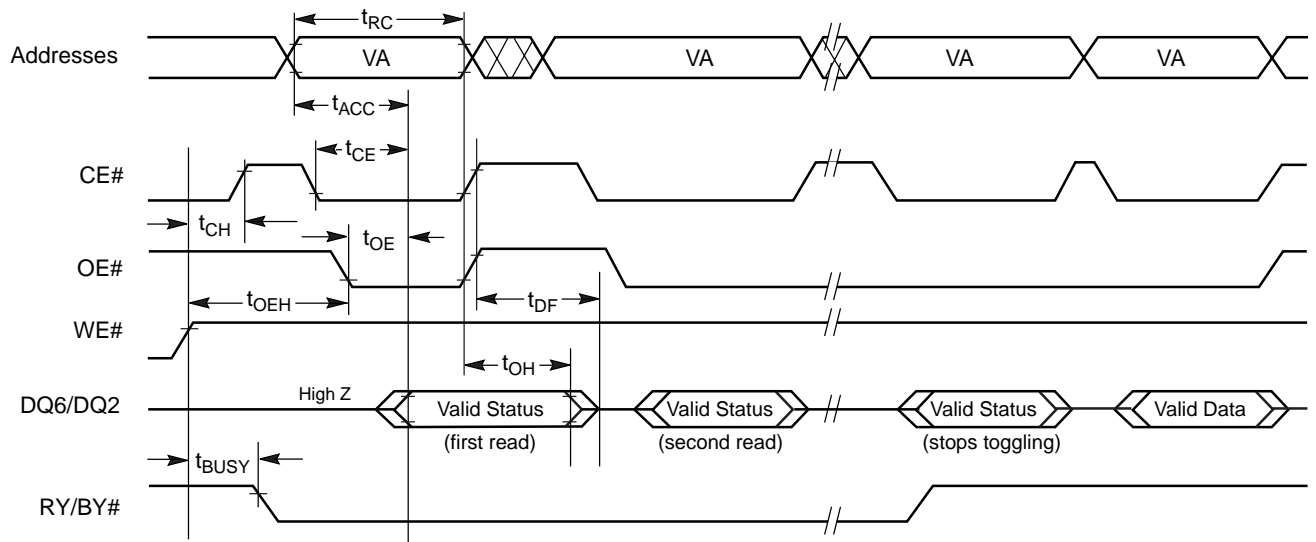 tRC
Addresses VA VA VA VA
tACC
tCE
CE#
tCH
tOE
OE#
tOEH tDF
WE#
tOH
High Z
DQ6/DQ2 Valid Status Valid Status Valid Status Valid Data
(first read) (second read) (stops toggling)
tBUSY
RY/BY#